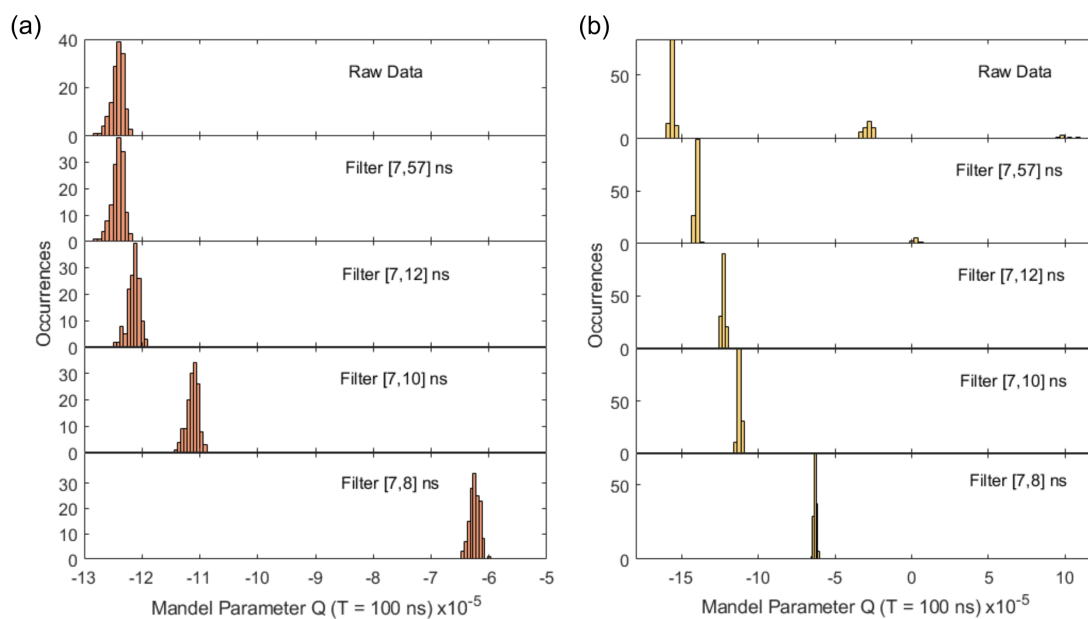 (a)
40
20
0
Raw Data
30
20
10
0
Filter [7,57] ns
30
20
10
0
Filter [7,12] ns
30
20
10
0
Filter [7,10] ns
30
20
10
0
Filter [7,8] ns
Occurrences
-13 -12 -11 -10 -9 -8 -7 -6 -5
Mandel Parameter Q (T = 100 ns) x10-5
(b)
50
0
Raw Data
50
0
Filter [7,57] ns
50
0
Filter [7,12] ns
50
0
Filter [7,10] ns
50
0
Filter [7,8] ns
Occurrences
-15 -10 -5 0 5 10
Mandel Parameter Q (T = 100 ns) x10-5